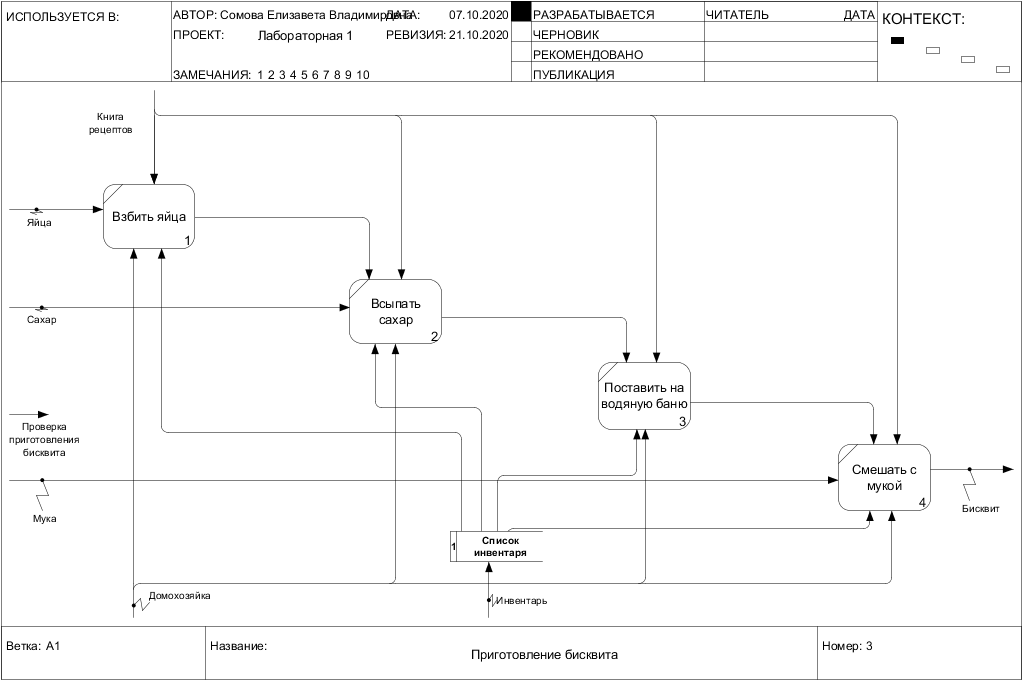 ИСПОЛЬЗУЕТСЯ В:
АВТОР: Сомова Елизавета Владимировна
ДАТА: 07.10.2020
РАЗРАБАТЫВАЕТСЯ
ЧИТАТЕЛЬ
ДАТА
КОНТЕКСТ:
ПРОЕКТ: Лабораторная 1
РЕВИЗИЯ: 21.10.2020
ЧЕРНОВИК
РЕКОМЕНДОВАНО
ЗАМЕЧАНИЯ: 1 2 3 4 5 6 7 8 9 10
ПУБЛИКАЦИЯ
Книга
рецептов
Взбить яйца
1
Яйца
Всыпать
сахар
2
Сахар
Поставить на
водяную баню
3
Проверка
приготовления
бисквита
Смешать с
мукой
4
Мука
Бисквит
1
Список
инвентаря
Домохозяйка
Инвентарь
Ветка: A1
Название:
Приготовление бисквита
Номер: 3